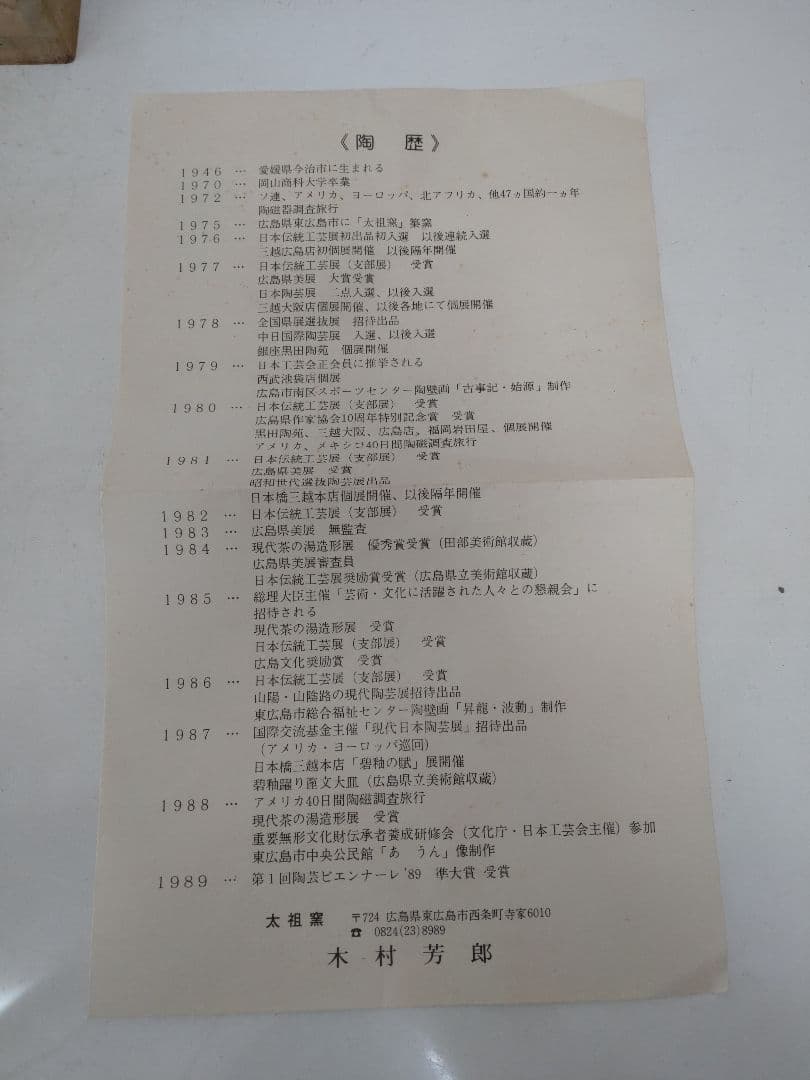 《陶 歴》
1946 … 愛媛県今治市に生まれる
1970 … 岡山商科大学卒業
1972 … ソ連、アメリカ、ヨーロッパ、北アフリカ、他47ヵ国約一ヵ年
陶磁器調査旅行
1975 … 広島県東広島市に「太祖窯」築窯
1976 … 日本伝統工芸展初出品初入選 以後連続入選
三越広島店初個展開催 以後隔年開催
1977 … 日本伝統工芸展（支部展） 受賞
広島県美展 大賞受賞
日本陶芸展 二点入選、以後入選
三越大阪店個展開催、以後各地にて個展開催
1978 … 全国県展選抜展 招待出品
中日国際陶芸展 入選、以後入選
銀座黒田陶苑 個展開催
1979 … 日本工芸会正会員に推挙される
西武池袋店個展
広島市南区スポーツセンター陶壁画「古事記・始源」制作
1980 … 日本伝統工芸展（支部展） 受賞
広島県作家協会10周年特別記念賞 受賞
黒田陶苑、三越大阪、広島店、福岡岩田屋、個展開催
アメリカ、メキシコ40日間陶磁調査旅行
1981 … 日本伝統工芸展（支部展） 受賞
広島県美展 受賞
昭和世代選抜陶芸展出品
日本橋三越本店個展開催、以後隔年開催
1982 … 日本伝統工芸展（支部展） 受賞
1983 … 広島県美展 無監査
1984 … 現代茶の湯造形展 優秀賞受賞（田部美術館収蔵）
広島県美展審査員
日本伝統工芸展奨励賞受賞（広島県立美術館収蔵）
1985 … 総理大臣主催「芸術・文化に活躍された人々との懇親会」に
招待される
現代茶の湯造形展 受賞
日本伝統工芸展（支部展） 受賞
広島文化奨励賞 受賞
1986 … 日本伝統工芸展（支部展） 受賞
山陽・山陰路の現代陶芸展招待出品
東広島市総合福祉センター陶壁画「昇龍・波動」制作
1987 … 国際交流基金主催「現代日本陶芸展」招待出品
（アメリカ・ヨーロッパ巡回）
日本橋三越本店「碧釉の賦」展開催
碧釉躍り蓙文大皿（広島県立美術館収蔵）
1988 … アメリカ40日間陶磁調査旅行
現代茶の湯造形展 受賞
重要無形文化財伝承者養成研修会（文化庁・日本工芸会主催）参加
東広島市中央公民館「あ うん」像制作
1989 … 第1回陶芸ビエンナーレ'89 準大賞 受賞
太祖窯 〒724 広島県東広島市西条町寺家6010
☎ 0824(23)8989
木村芳郎